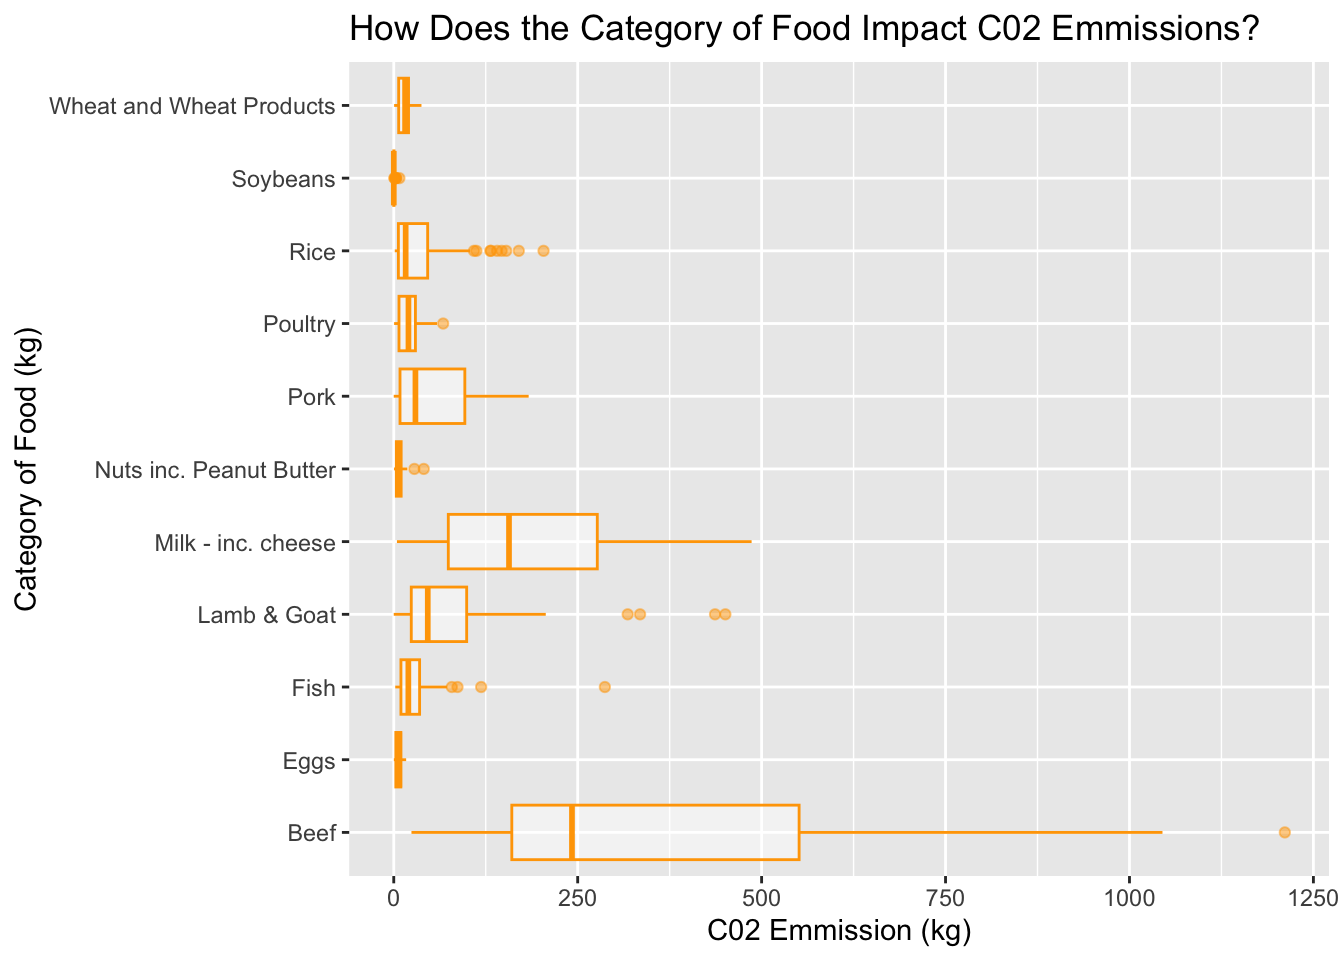 How Does the Category of Food Impact C02 Emmissions?
Category of Food (kg)
Wheat and Wheat Products
Soybeans
Rice
Poultry
Pork
Nuts inc. Peanut Butter
Milk - inc. cheese
Lamb & Goat
Fish
Eggs
Beef
0 250 500 750 1000 1250
C02 Emmission (kg)